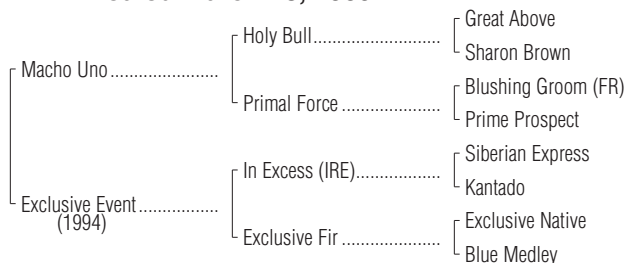 Great Above
Holy Bull
Sharon Brown
Macho Uno
Blushing Groom (FR)
Primal Force
Prime Prospect
Siberian Express
In Excess (IRE)
Kantado
Exclusive Event
(1994)
Exclusive Native
Exclusive Fir
Blue Medley